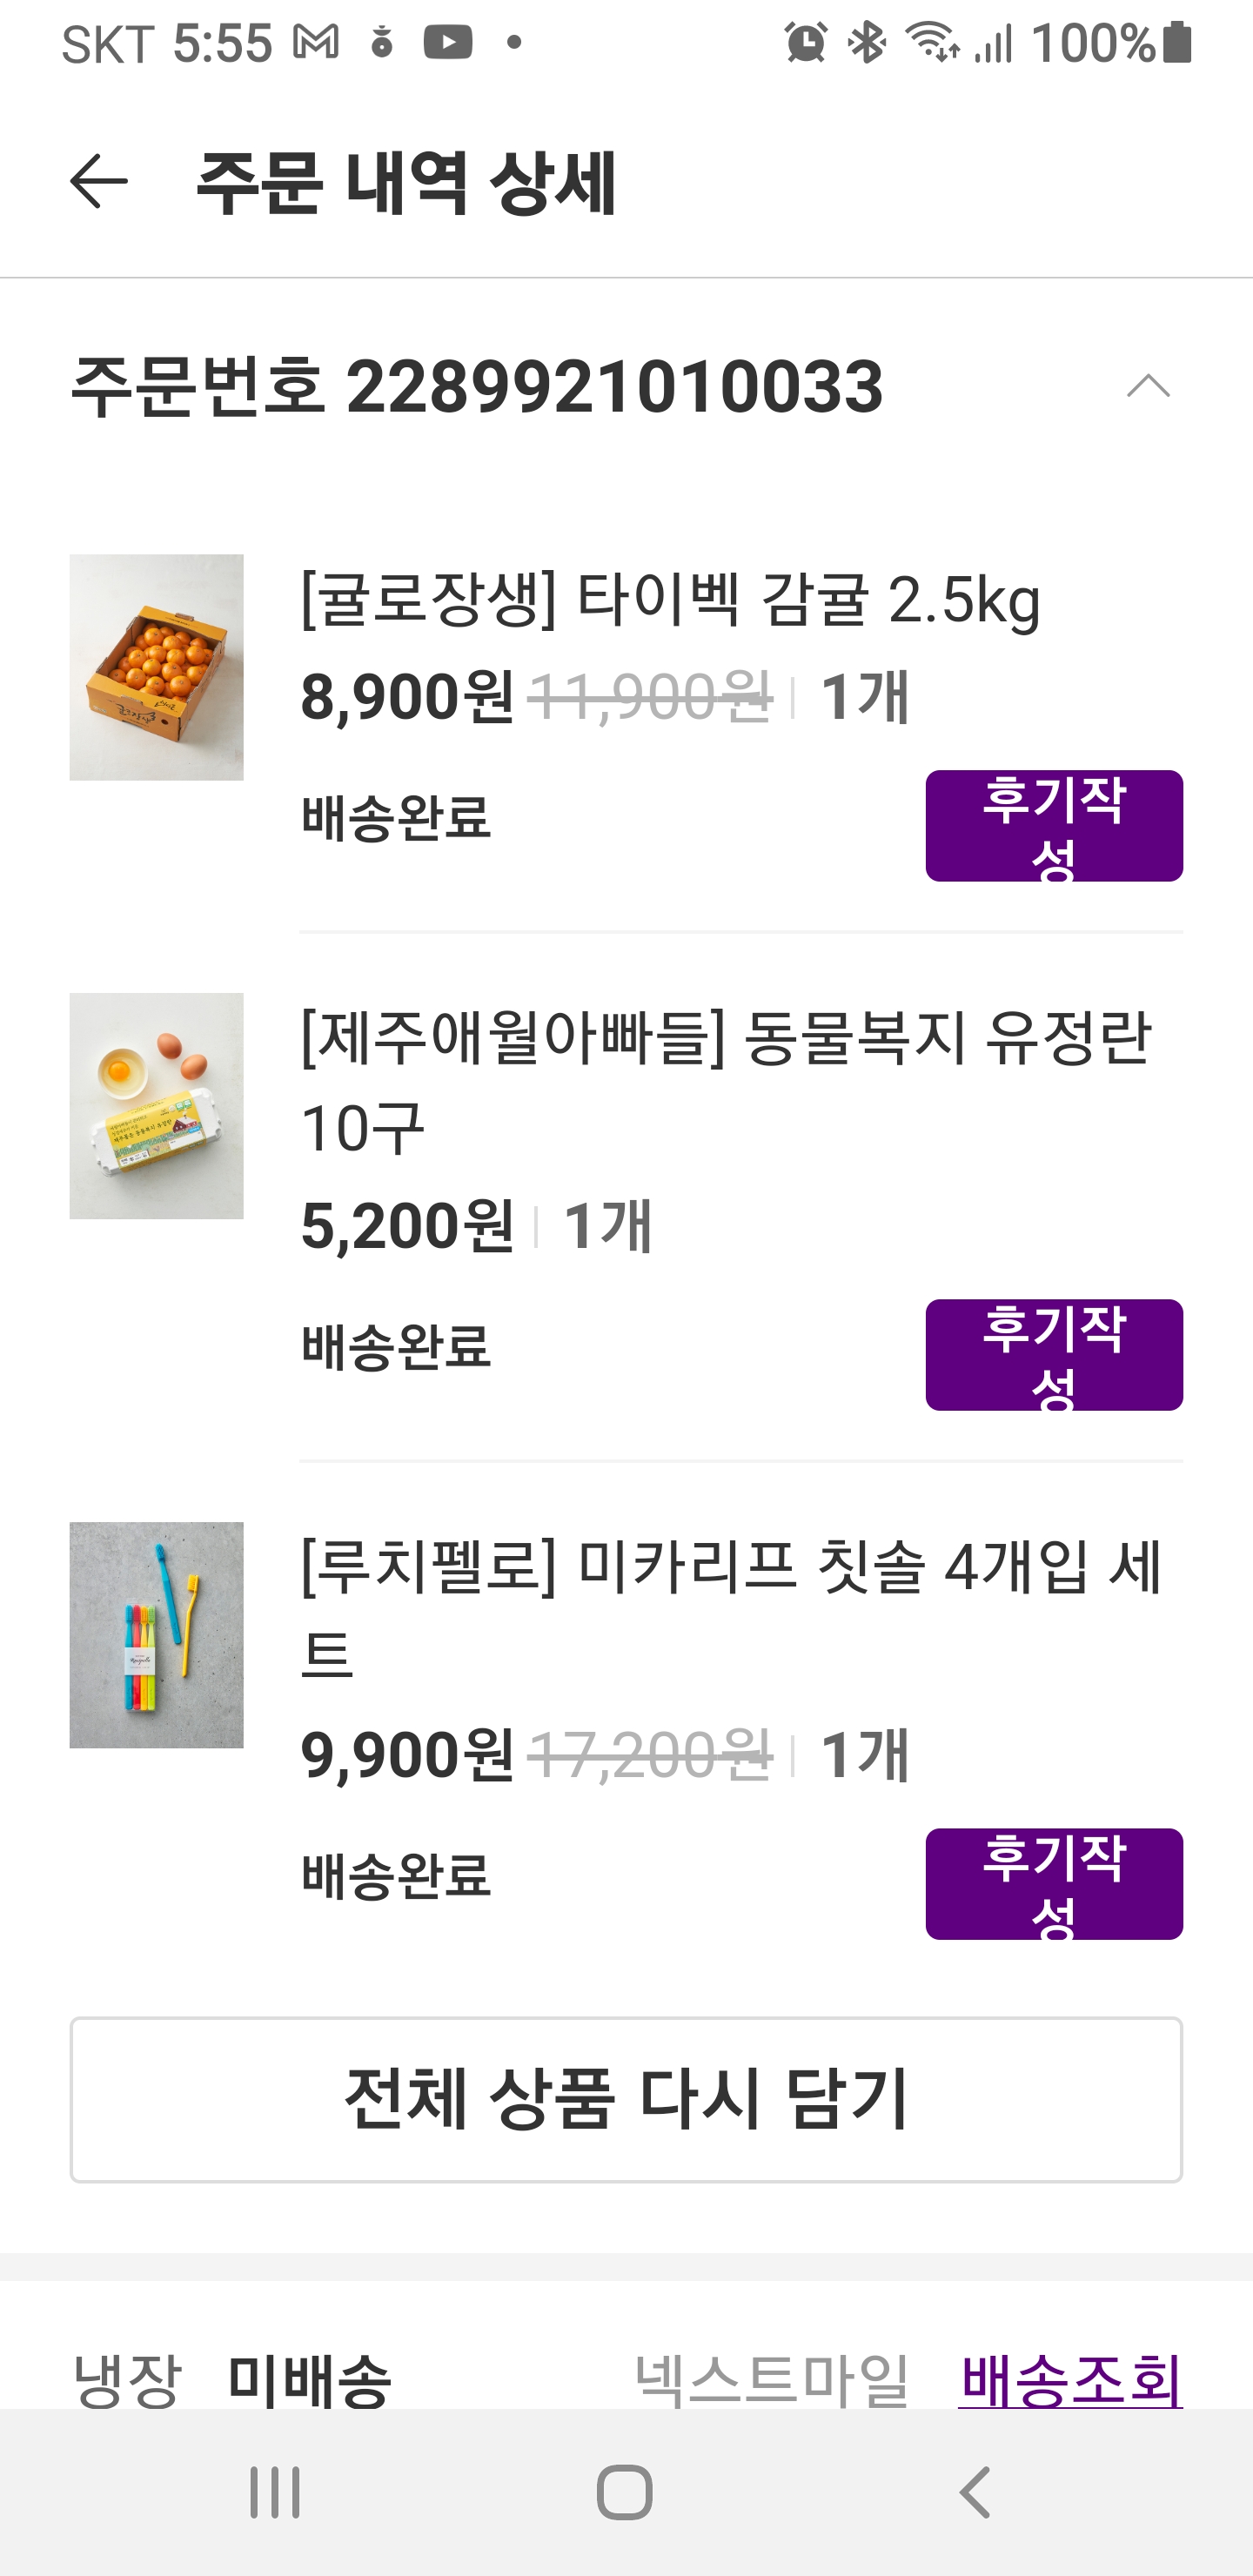 SKT 5:55 100%
주문 내역 상세
주문번호 2289921010033
[귤로장생] 타이벡 감귤 2.5kg
8,900원 11,900원 1개
배송완료
후기작
성
[제주애월아빠들] 동물복지 유정란
10구
5,200원 1개
배송완료
후기작
성
[루치펠로] 미카리프 칫솔 4개입 세
트
9,900원 17,200원 1개
배송완료
후기작
성
전체 상품 다시 담기
냉장 미배송 넥스트마일 배송조회